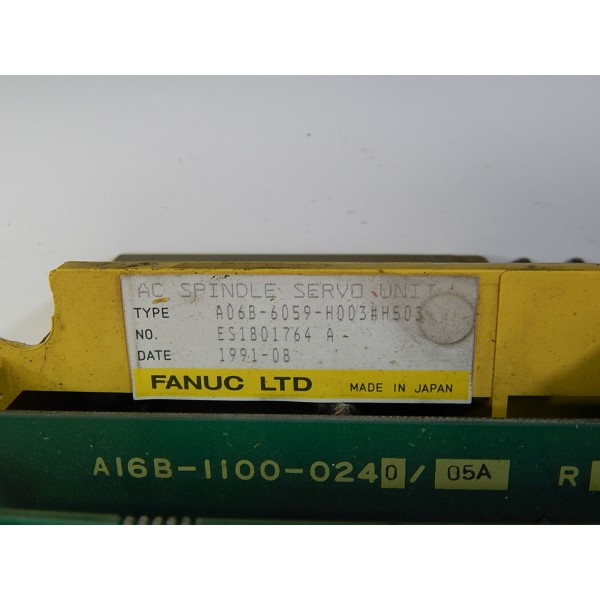 AC SPINDLE SERVO UNIT
TYPE A06B-6059-H003#H503
NO. ES1801764 A -
DATE 1991-08
FANUC LTD MADE IN JAPAN
A16B-1100-0240/05A R